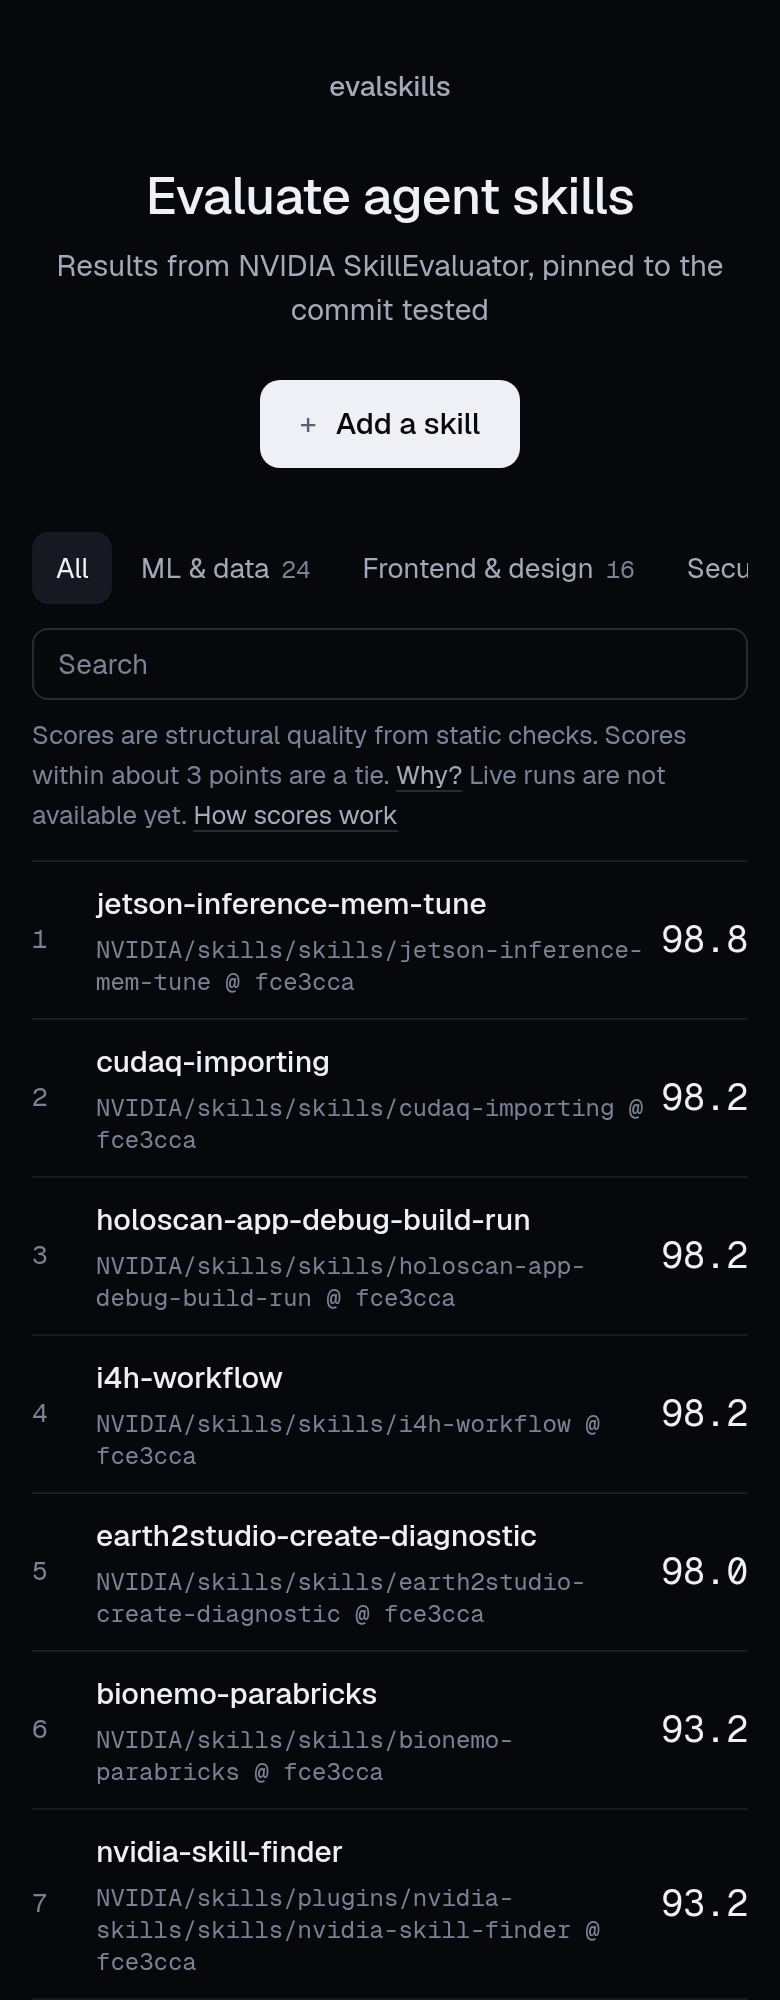 evalskills
Evaluate agent skills
Results from NVIDIA SkillEvaluator, pinned to the
commit tested
+ Add a skill
All ML & data 24 Frontend & design 16 Secu
Search
Scores are structural quality from static checks. Scores
within about 3 points are a tie. Why? Live runs are not
available yet. How scores work
1
jetson-inference-mem-tune
NVIDIA/skills/skills/jetson-inference-
mem-tune @ fce3cca
98.8
2
cudaq-importing
NVIDIA/skills/skills/cudaq-importing @
fce3cca
98.2
3
holoscan-app-debug-build-run
NVIDIA/skills/skills/holoscan-app-
debug-build-run @ fce3cca
98.2
4
i4h-workflow
NVIDIA/skills/skills/i4h-workflow @
fce3cca
98.2
5
earth2studio-create-diagnostic
NVIDIA/skills/skills/earth2studio-
create-diagnostic @ fce3cca
98.0
6
bionemo-parabricks
NVIDIA/skills/skills/bionemo-
parabricks @ fce3cca
93.2
7
nvidia-skill-finder
NVIDIA/skills/plugins/nvidia-
skills/skills/nvidia-skill-finder @
fce3cca
93.2